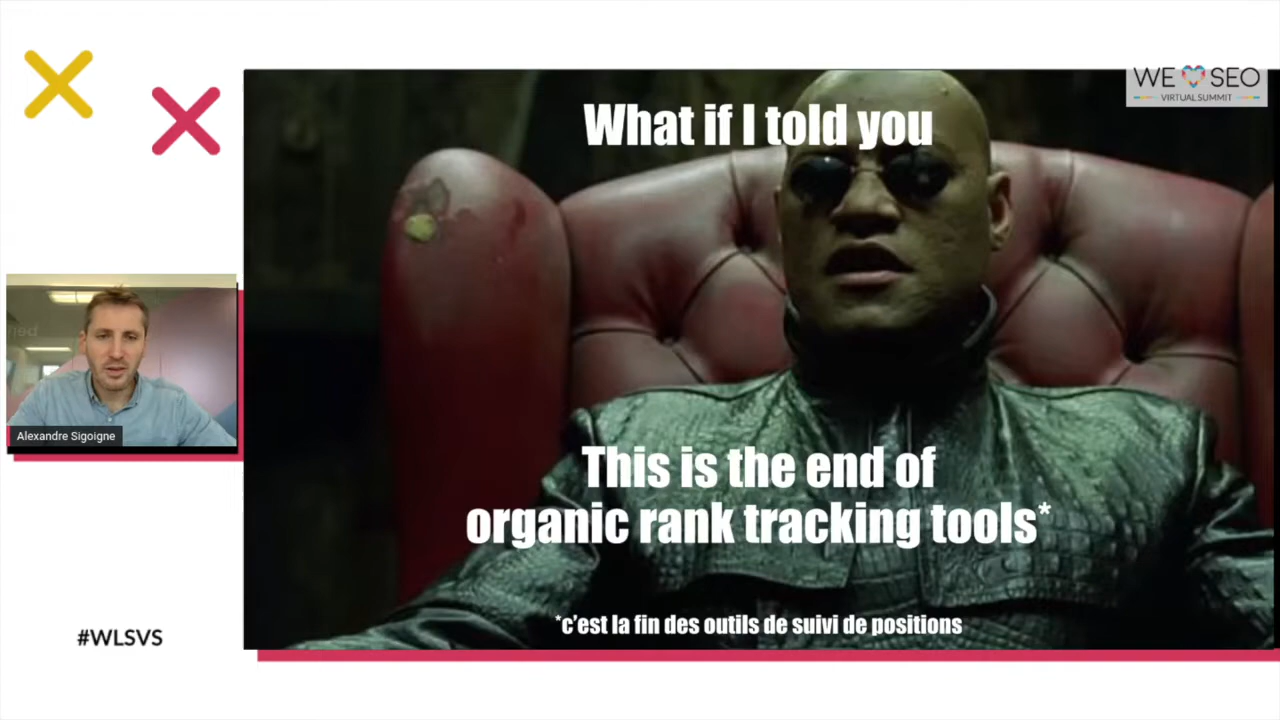 WE SEO
VIRTUAL SUMMIT
What if I told you
This is the end of
organic rank tracking tools*
*c'est la fin des outils de suivi de positions
Alexandre Sigoigne
#WLSVS